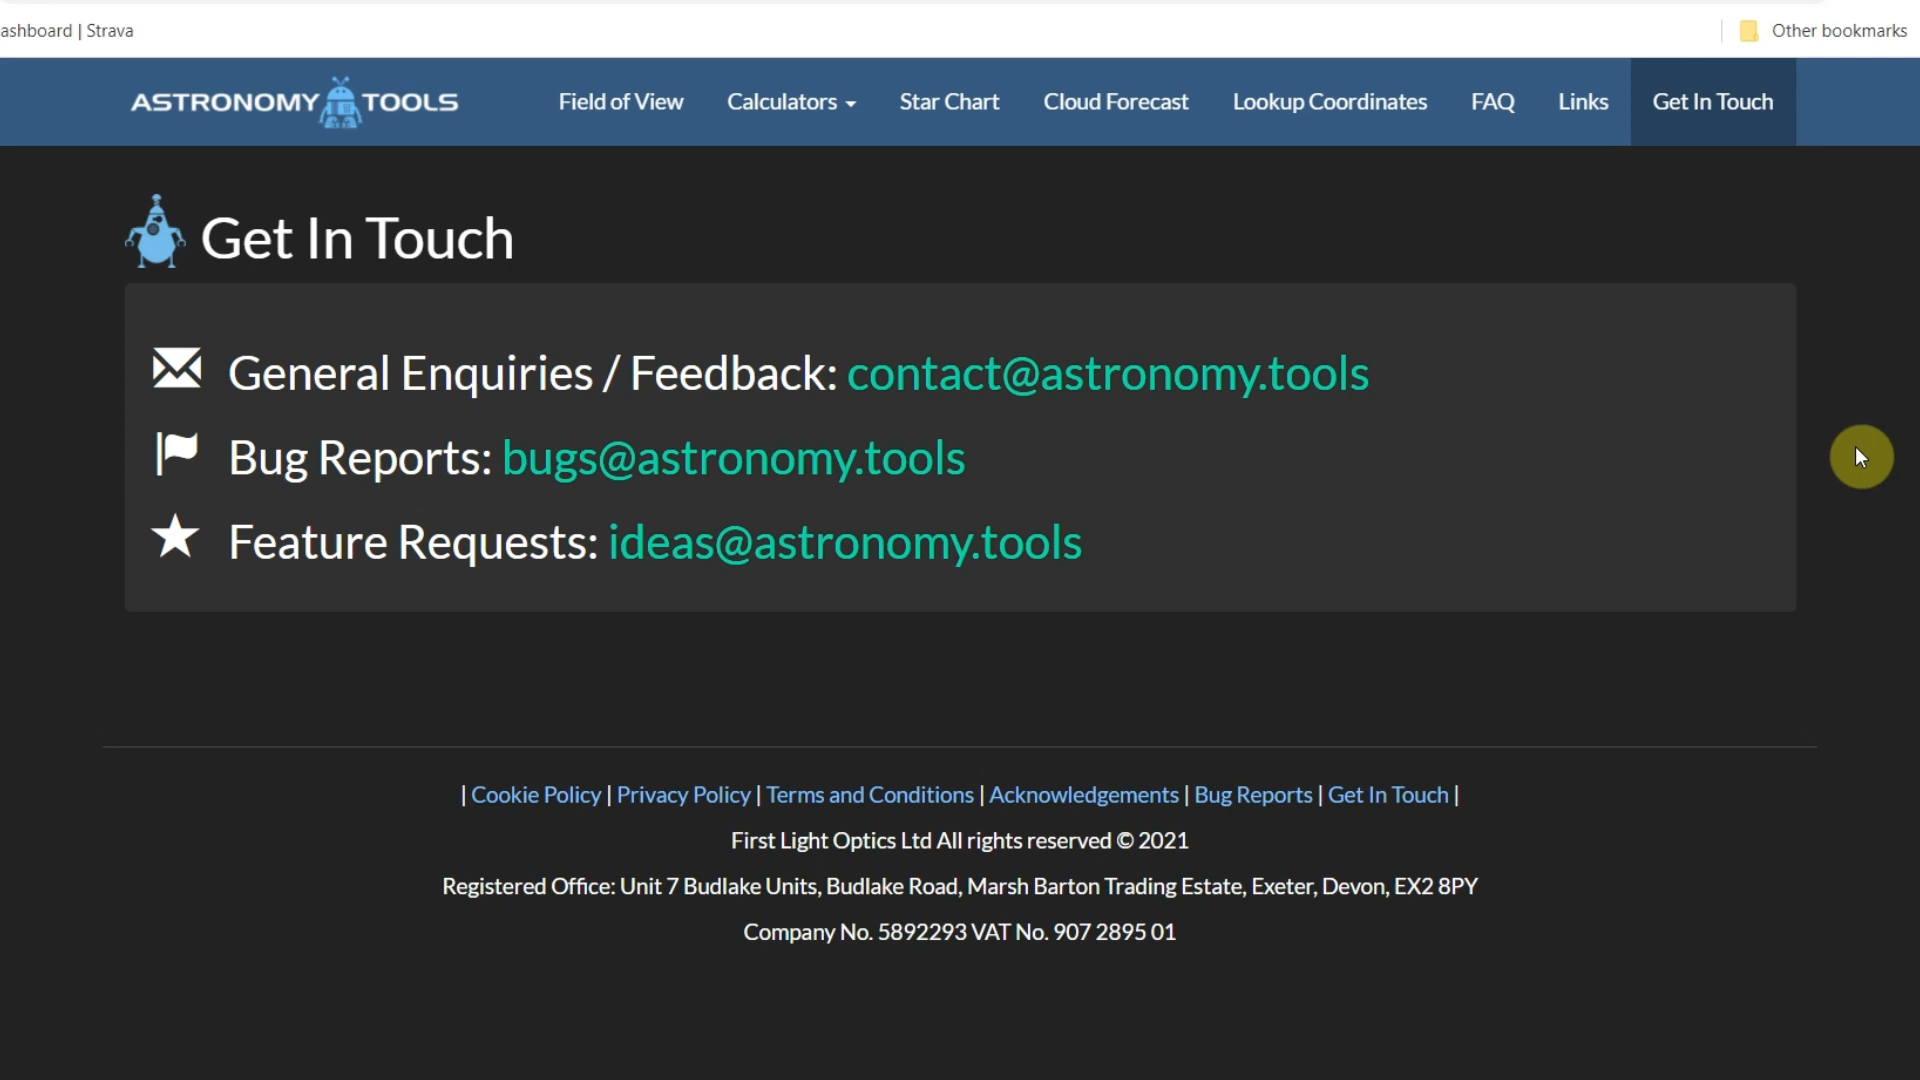 ashboard | Strava
Other bookmarks
ASTRONOMY TOOLS Field of View Calculators Star Chart Cloud Forecast Lookup Coordinates FAQ Links Get In Touch
Get In Touch
General Enquiries / Feedback: contact@astronomy.tools
Bug Reports: bugs@astronomy.tools
Feature Requests: ideas@astronomy.tools
| Cookie Policy | Privacy Policy | Terms and Conditions | Acknowledgements | Bug Reports | Get In Touch |
First Light Optics Ltd All rights reserved © 2021
Registered Office: Unit 7 Budlake Units, Budlake Road, Marsh Barton Trading Estate, Exeter, Devon, EX2 8PY
Company No. 5892293 VAT No. 907 2895 01